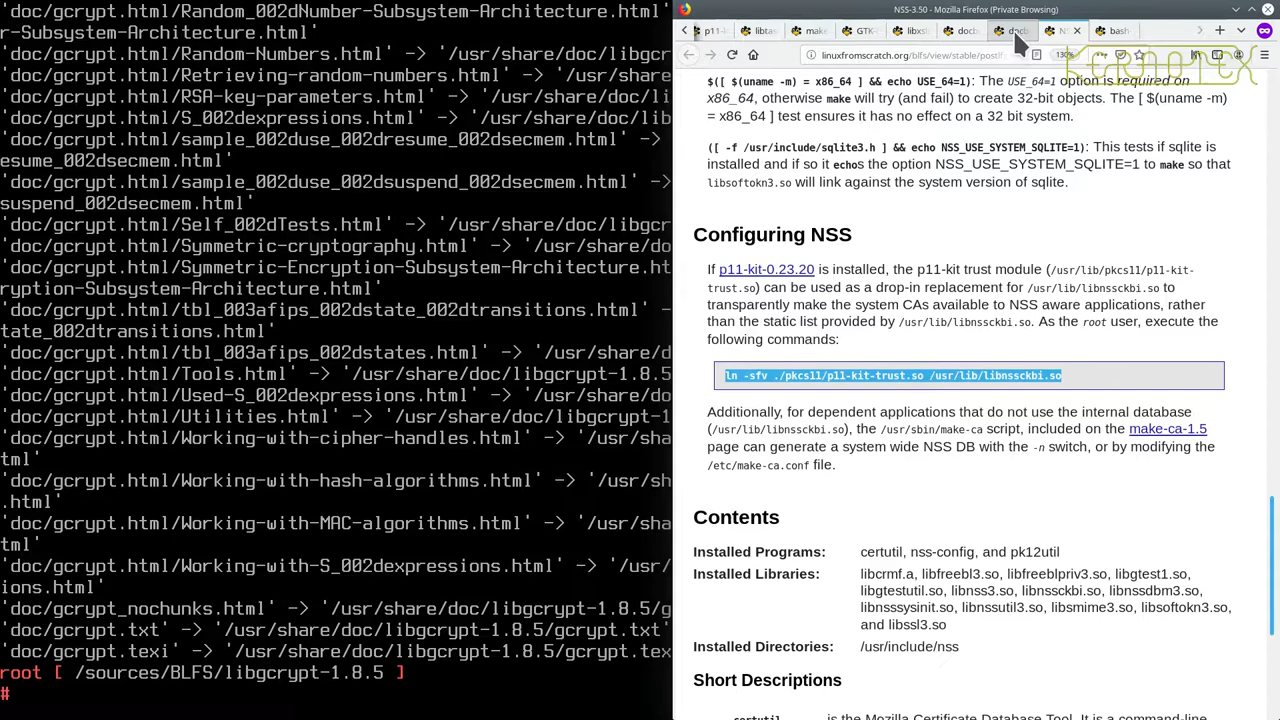 'doc/gcrypt.html/Random_002dNumber-Subsystem-Architecture.html'
r-Subsystem-Architecture.html'
'doc/gcrypt.html/Random-Numbers.html' -> '/usr/share/doc/lib
'doc/gcrypt.html/Retrieving-random-numbers.html' -> '/usr/sh
'doc/gcrypt.html/RSA-key-parameters.html' -> '/usr/share/doc/li
'doc/gcrypt.html/S_002dexpressions.html' -> '/usr/share/doc/lib
'doc/gcrypt.html/sample_002duse_002dresume_002dsecmem.html' ->
esume_002dsecmem.html'
'doc/gcrypt.html/sample_002duse_002dsuspend_002dsecmem.html' ->
suspend_002dsecmem.html'
'doc/gcrypt.html/Self_002dTests.html' -> '/usr/share/doc/libgcr
'doc/gcrypt.html/Symmetric-cryptography.html' -> '/usr/share/do
'doc/gcrypt.html/Symmetric-Encryption-Subsystem-Architecture.ht
ryption-Subsystem-Architecture.html'
'doc/gcrypt.html/tbl_003afips_002dstate_002dtransitions.html' -
tate_002dtransitions.html'
'doc/gcrypt.html/tbl_003afips_002dstates.html' -> '/usr/share/d
'doc/gcrypt.html/Tools.html' -> '/usr/share/doc/libgcrypt-1.8.5
'doc/gcrypt.html/Used-S_002dexpressions.html' -> '/usr/share/do
'doc/gcrypt.html/Utilities.html' -> '/usr/share/doc/libgcrypt-1
'doc/gcrypt.html/Working-with-cipher-handles.html' -> '/usr/sha
tml'
'doc/gcrypt.html/Working-with-hash-algorithms.html' -> '/usr/sh
.html'
'doc/gcrypt.html/Working-with-MAC-algorithms.html' -> '/usr/sha
tml'
'doc/gcrypt.html/Working-with-S_002dexpressions.html' -> '/usr/
ions.html'
'doc/gcrypt_nochunks.html' -> '/usr/share/doc/libgcrypt-1.8.5/g
'doc/gcrypt.txt' -> '/usr/share/doc/libgcrypt-1.8.5/gcrypt.txt'
'doc/gcrypt.texi' -> '/usr/share/doc/libgcrypt-1.8.5/gcrypt.tex
root [ /sources/BLFS/libgcrypt-1.8.5 ]
#
NSS-3.50 - Mozilla Firefox (Private Browsing)
p11-k libtas make GTK- libxsl docb docb NS bash-
linuxfromscratch.org/blfs/view/stable/postlf 130%
$([ $(uname -m) = x86_64 ] && echo USE_64=1): The USE_64=1 option is required on
x86_64, otherwise make will try (and fail) to create 32-bit objects. The [ $(uname -m)
= x86_64 ] test ensures it has no effect on a 32 bit system.
([ -f /usr/include/sqlite3.h ] && echo NSS_USE_SYSTEM_SQLITE=1): This tests if sqlite is
installed and if so it echos the option NSS_USE_SYSTEM_SQLITE=1 to make so that
libsoftokn3.so will link against the system version of sqlite.
Configuring NSS
If p11-kit-0.23.20 is installed, the p11-kit trust module (/usr/lib/pkcs11/p11-kit-
trust.so) can be used as a drop-in replacement for /usr/lib/libnssckbi.so to
transparently make the system CAs available to NSS aware applications, rather
than the static list provided by /usr/lib/libnssckbi.so. As the root user, execute the
following commands:
ln -sfv ./pkcs11/p11-kit-trust.so /usr/lib/libnssckbi.so
Additionally, for dependent applications that do not use the internal database
(/usr/lib/libnssckbi.so), the /usr/sbin/make-ca script, included on the make-ca-1.5
page can generate a system wide NSS DB with the -n switch, or by modifying the
/etc/make-ca.conf file.
Contents
Installed Programs: certutil, nss-config, and pk12util
Installed Libraries: libcrmf.a, libfreebl3.so, libfreeblpriv3.so, libgtest1.so,
libgtestutil.so, libnss3.so, libnssckbi.so, libnssdbm3.so,
libnsssysinit.so, libnssutil3.so, libsmime3.so, libsoftokn3.so,
and libssl3.so
Installed Directories: /usr/include/nss
Short Descriptions
certutil is the Mozilla Certificate Database Tool. It is a command-line